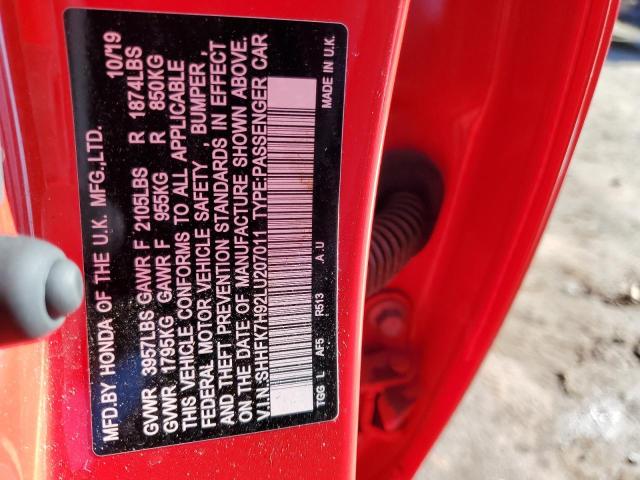 MFD.BY HONDA OF THE U.K. MFG.,LTD. 10/19
GVWR 3957LBS GAWR F 2105LBS R 1874LBS
GVWR 1795KG GAWR F 955KG R 850KG
THIS VEHICLE CONFORMS TO ALL APPLICABLE
FEDERAL MOTOR VEHICLE SAFETY , BUMPER ,
AND THEFT PREVENTION STANDARDS IN EFFECT
ON THE DATE OF MANUFACTURE SHOWN ABOVE.
V.I.N.:SHHFK7H92LU207011 TYPE:PASSENGER CAR
TGG L AF5 R513 .A.U MADE IN U.K.